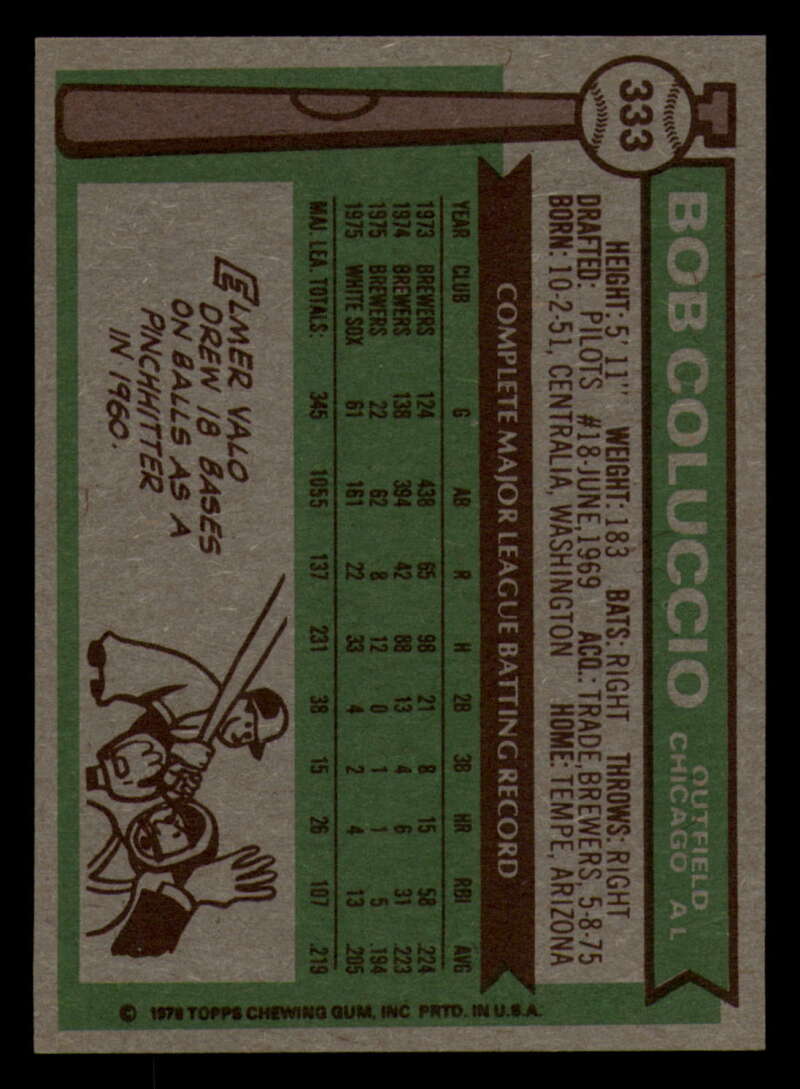 333
BOB COLUCCIO
OUTFIELD
CHICAGO AL
HEIGHT: 5' 11" WEIGHT: 183 BATS: RIGHT THROWS: RIGHT
DRAFTED: PILOTS #18-JUNE, 1969 ACQ.: TRADE, BREWERS, 5-8-75
BORN: 10-2-51, CENTRALIA, WASHINGTON HOME: TEMPE, ARIZONA
COMPLETE MAJOR LEAGUE BATTING RECORD
YEAR CLUB G AB R H 2B 3B HR RBI AVG
1973 BREWERS 124 438 65 98 21 8 15 58 .224
1974 BREWERS 138 394 42 88 13 4 6 31 .223
1975 BREWERS 22 62 8 12 0 1 1 5 .194
1975 WHITE SOX 61 161 22 33 4 2 4 13 .205
MAJ. LEA. TOTALS: 345 1055 137 231 38 15 26 107 .219
ELMER VALO
DREW 18 BASES
ON BALLS AS A
PINCHHITTER
IN 1960.
© 1976 TOPPS CHEWING GUM, INC PRTD. IN U.S.A.